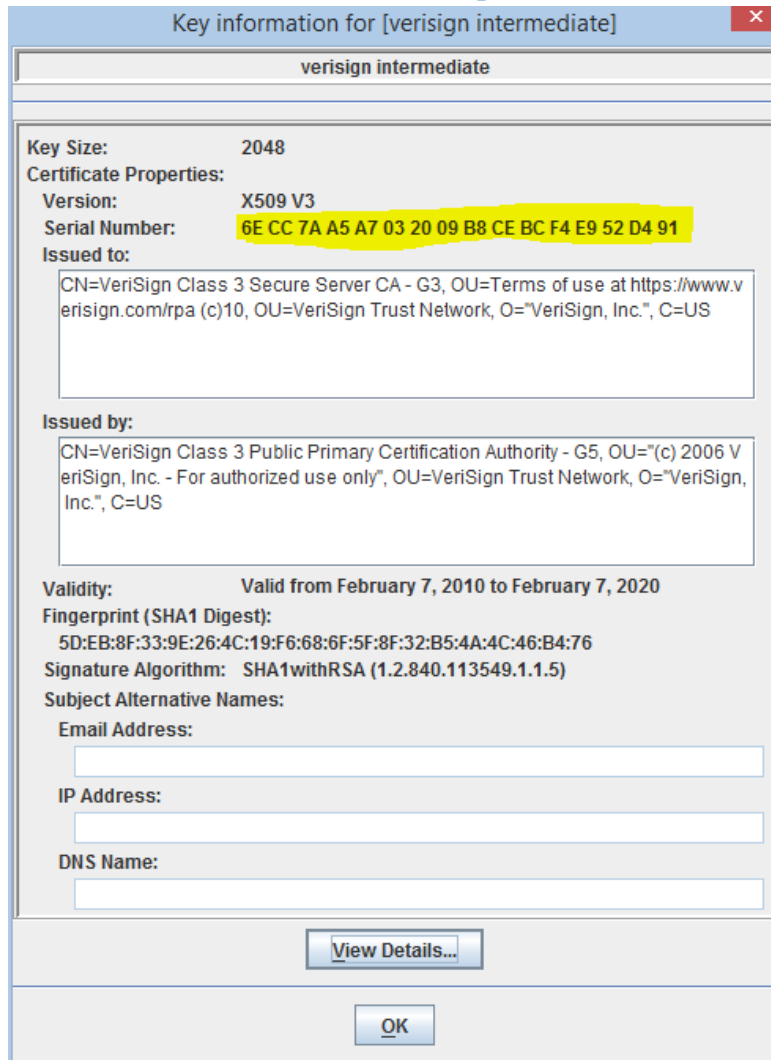 Key information for [verisign intermediate]
verisign intermediate
Key Size: 2048
Certificate Properties:
Version: X509 V3
Serial Number: 6E CC 7A A5 A7 03 20 09 B8 CE BC F4 E9 52 D4 91
Issued to:
CN=VeriSign Class 3 Secure Server CA - G3, OU=Terms of use at https://www.v
erisign.com/rpa (c)10, OU=VeriSign Trust Network, O="VeriSign, Inc.", C=US
Issued by:
CN=VeriSign Class 3 Public Primary Certification Authority - G5, OU="(c) 2006 V
eriSign, Inc. - For authorized use only", OU=VeriSign Trust Network, O="VeriSign,
Inc.", C=US
Validity: Valid from February 7, 2010 to February 7, 2020
Fingerprint (SHA1 Digest):
5D:EB:8F:33:9E:26:4C:19:F6:68:6F:5F:8F:32:B5:4A:4C:46:B4:76
Signature Algorithm: SHA1withRSA (1.2.840.113549.1.1.5)
Subject Alternative Names:
Email Address:
IP Address:
DNS Name:
View Details...
OK